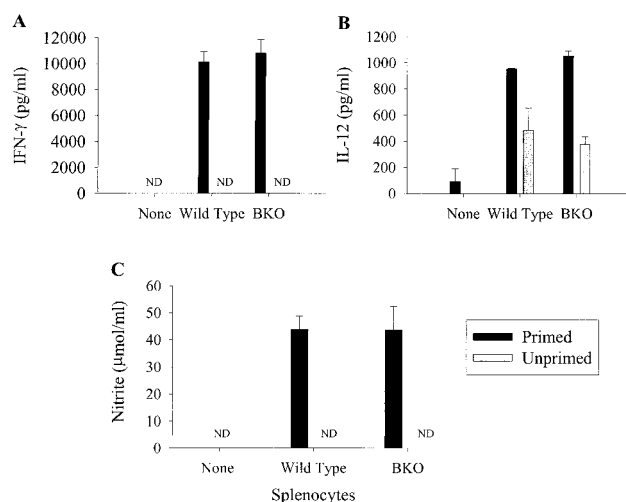 A
IFN-γ (pg/ml)
12000
10000
8000
6000
4000
2000
0
ND
ND
ND
None Wild Type BKO
B
IL-12 (pg/ml)
1200
1000
800
600
400
200
0
None Wild Type BKO
C
Nitrite (μmol/ml)
60
50
40
30
20
10
0
ND
ND
ND
None Wild Type BKO
Splenocytes
Primed
Unprimed